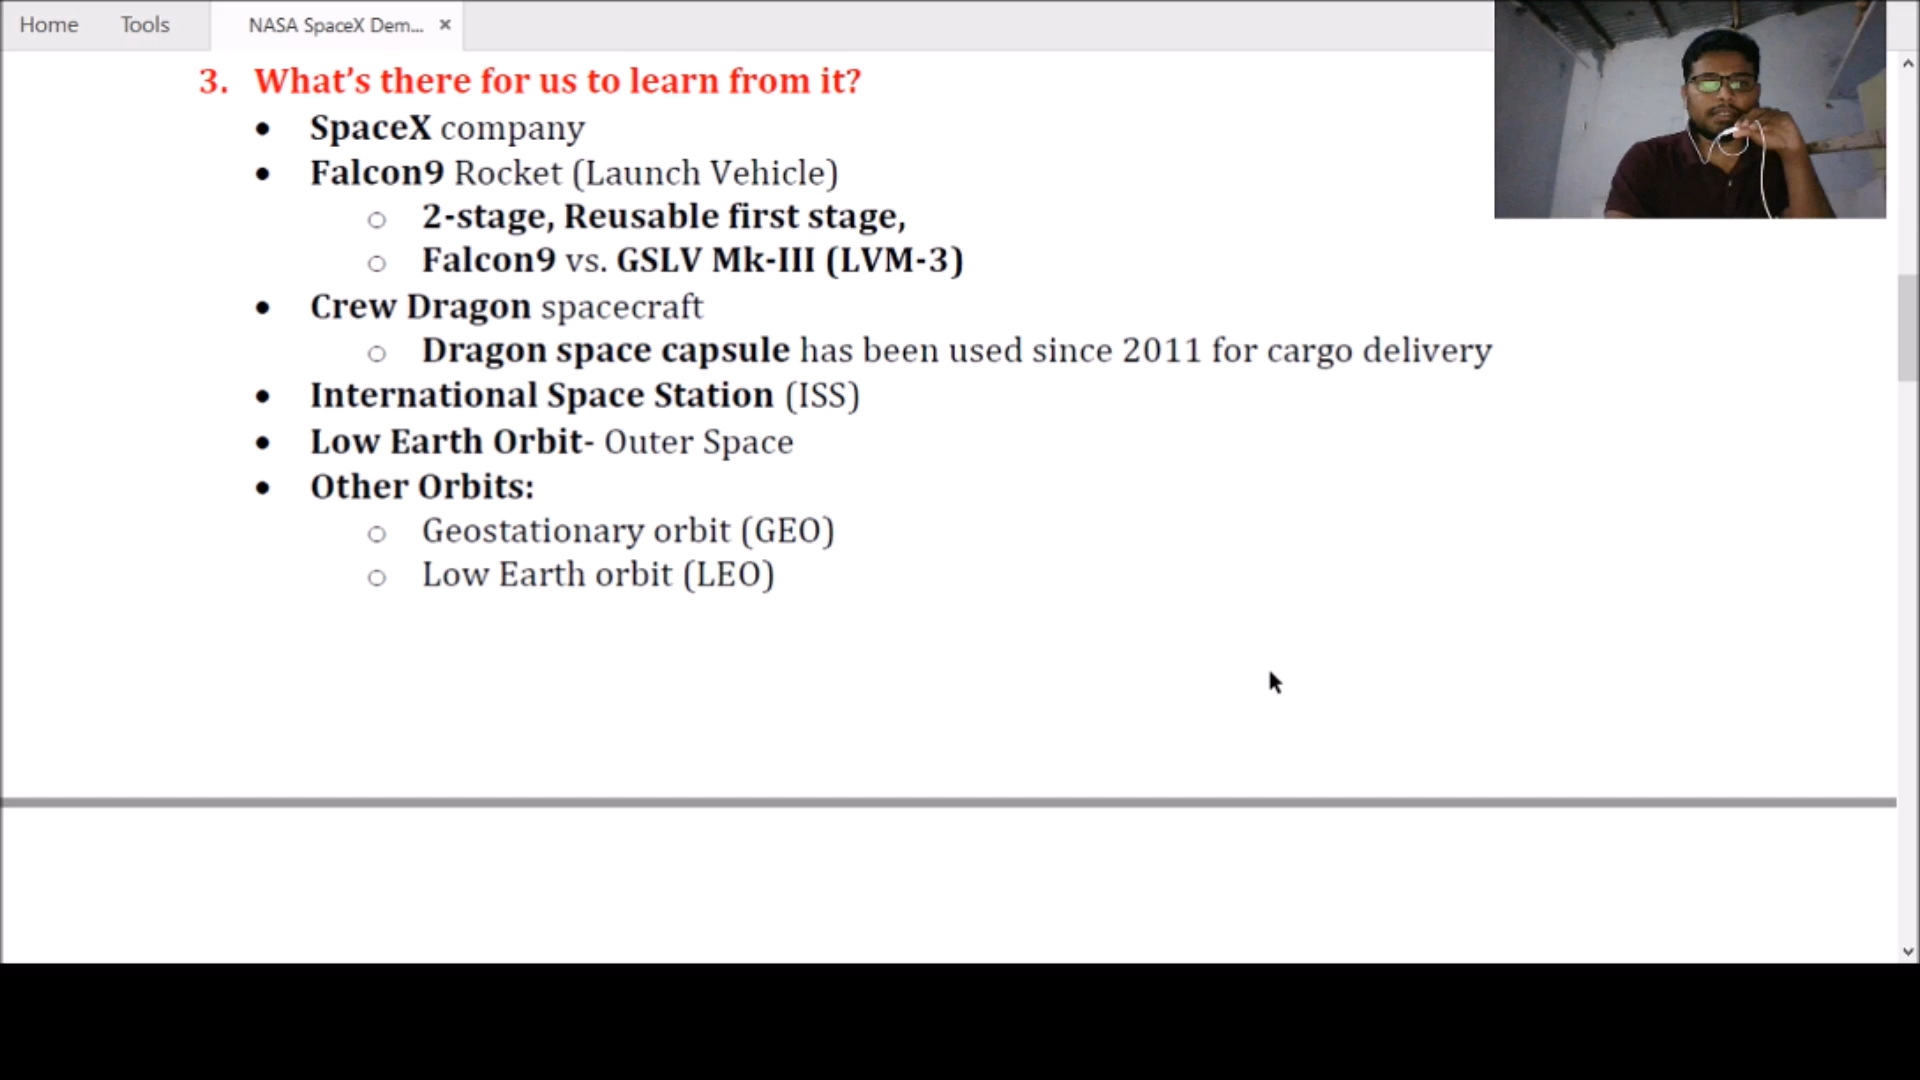 Home Tools NASA SpaceX Dem... ×
3. What's there for us to learn from it?
• SpaceX company
• Falcon9 Rocket (Launch Vehicle)
○ 2-stage, Reusable first stage,
○ Falcon9 vs. GSLV Mk-III (LVM-3)
• Crew Dragon spacecraft
○ Dragon space capsule has been used since 2011 for cargo delivery
• International Space Station (ISS)
• Low Earth Orbit- Outer Space
• Other Orbits:
○ Geostationary orbit (GEO)
○ Low Earth orbit (LEO)